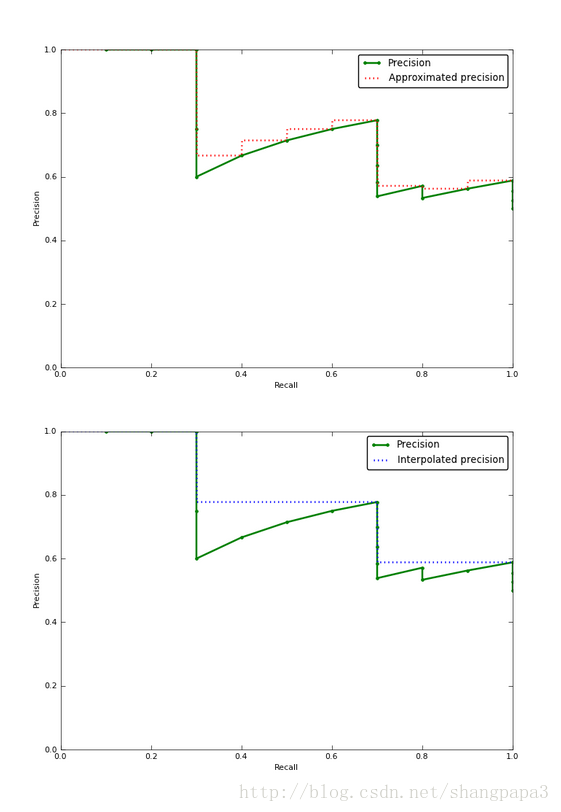 1.0
0.8
0.6
0.4
0.2
0.0
Precision
Precision
Approximated precision
0.0 0.2 0.4 0.6 0.8 1.0
Recall
1.0
0.8
0.6
0.4
0.2
0.0
Precision
Precision
Interpolated precision
0.0 0.2 0.4 0.6 0.8 1.0
Recall
http://blog.csdn.net/shangpapa3